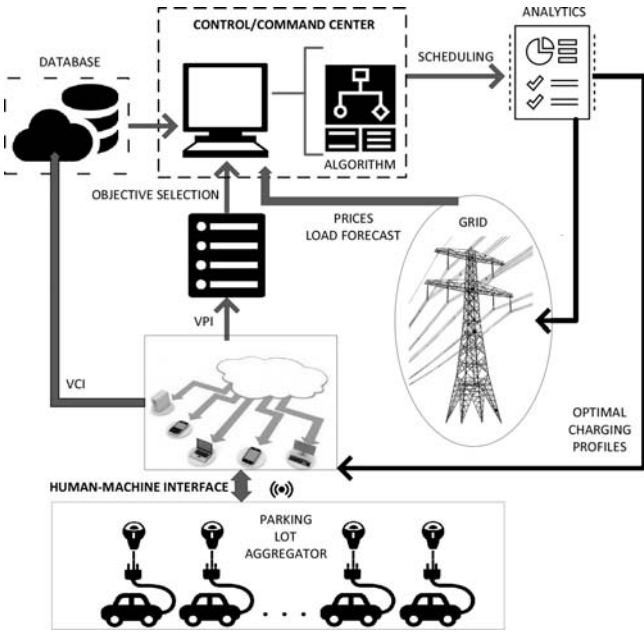 ANALYTICS
CONTROL/COMMAND CENTER
DATABASE
SCHEDULING
ALGORITHM
OBJECTIVE SELECTION
PRICES
LOAD FORECAST
GRID
VPI
VCI
OPTIMAL
CHARGING
PROFILES
HUMAN-MACHINE INTERFACE
PARKING
LOT
AGGREGATOR
. . .